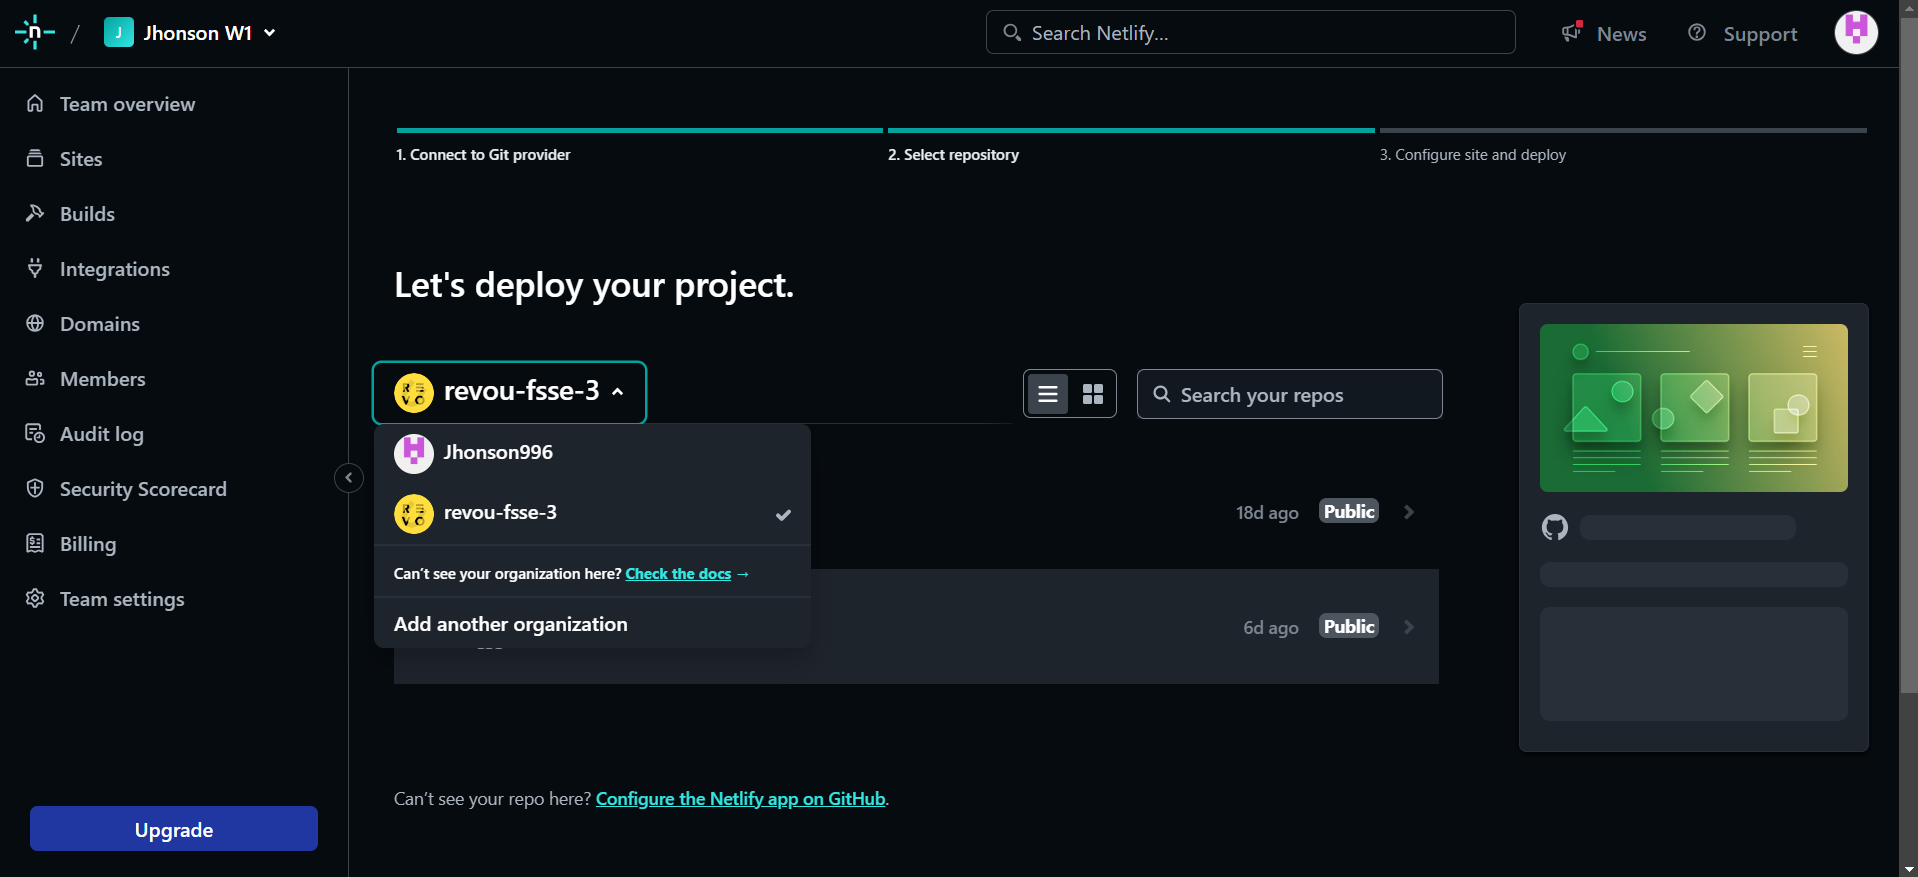 J Jhonson W1
Search Netlify...
News
Support
Team overview
Sites
Builds
Integrations
Domains
Members
Audit log
Security Scorecard
Billing
Team settings
Upgrade
1. Connect to Git provider
2. Select repository
3. Configure site and deploy
Let's deploy your project.
revou-fsse-3
Search your repos
Jhonson996
revou-fsse-3
Can't see your organization here? Check the docs →
Add another organization
18d ago Public
6d ago Public
Can't see your repo here? Configure the Netlify app on GitHub.